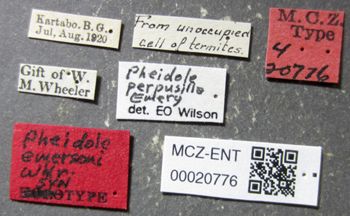 Kartabo. B.G.
Jul, Aug. 1920
From unoccupied
cell of termites.
M. C. Z.
Type
4
20776
Gift of W.
M. Wheeler
Pheidole
perpusilla
Emery
det. EO Wilson
Pheidole
emersoni
Whr.
SYN
TYPE
MCZ-ENT
00020776